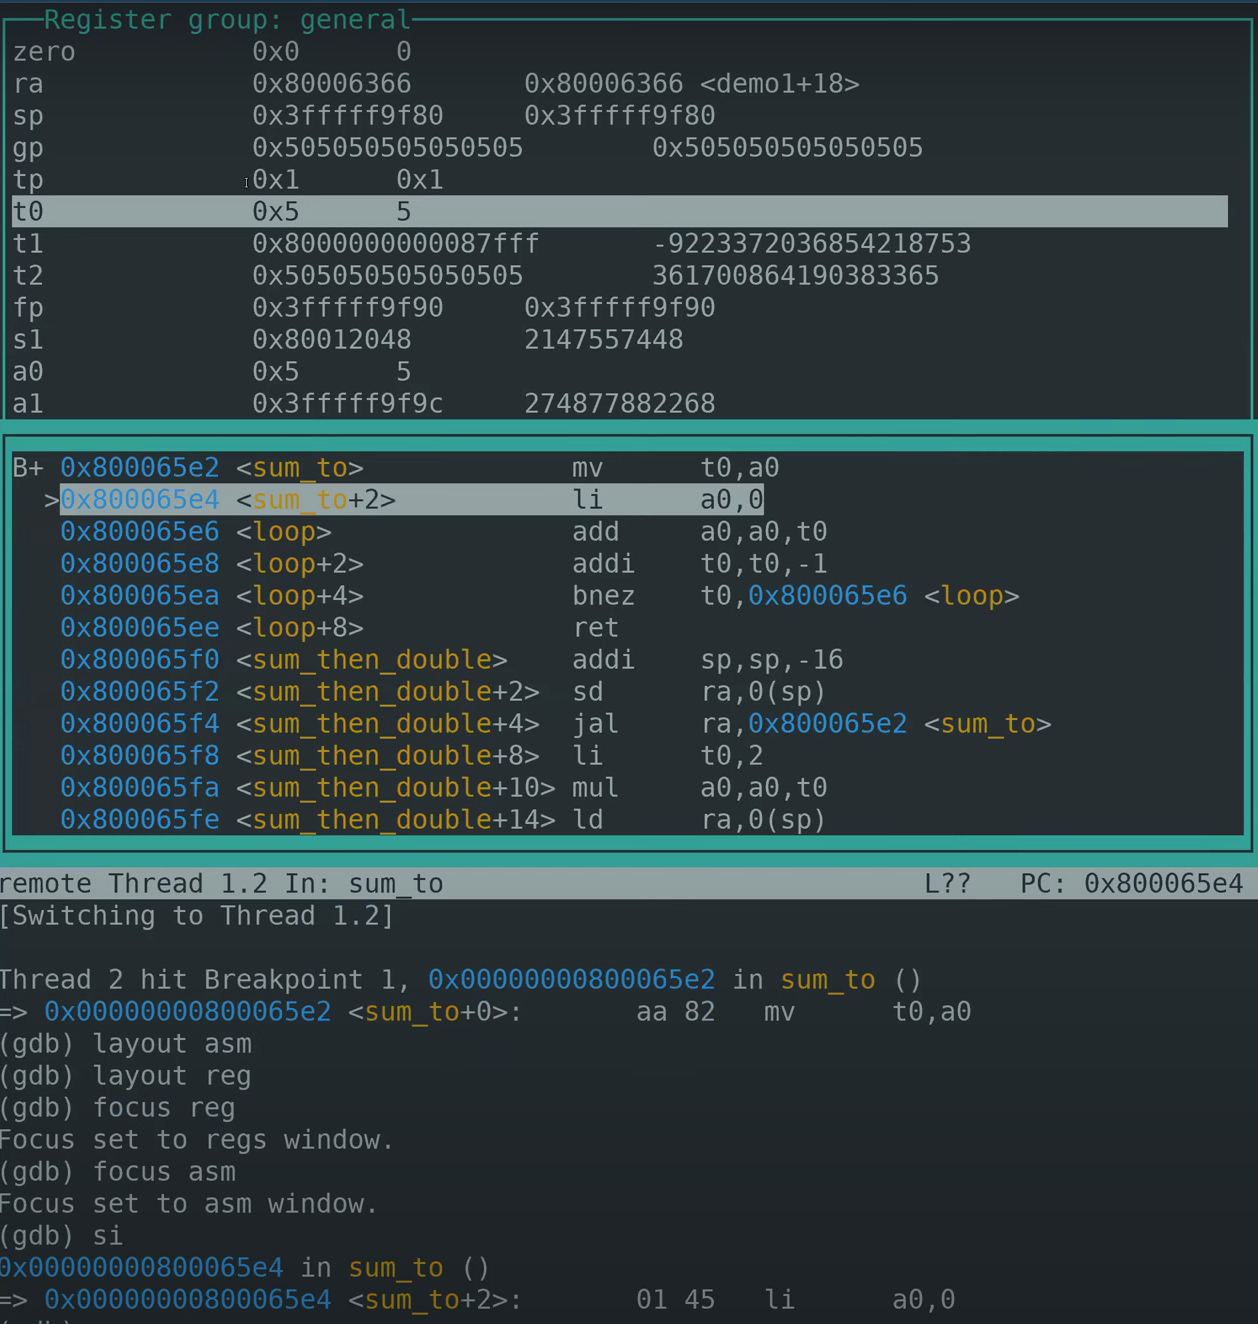 Register group: general
zero 0x0 0
ra 0x80006366 0x80006366 <demo1+18>
sp 0x3fffff9f80 0x3fffff9f80
gp 0x505050505050505 0x505050505050505
tp 0x1 0x1
t0 0x5 5
t1 0x8000000000087fff -9223372036854218753
t2 0x505050505050505 361700864190383365
fp 0x3fffff9f90 0x3fffff9f90
s1 0x80012048 2147557448
a0 0x5 5
a1 0x3fffff9f9c 274877882268
B+ 0x800065e2 <sum_to> mv t0,a0
>0x800065e4 <sum_to+2> li a0,0
0x800065e6 <loop> add a0,a0,t0
0x800065e8 <loop+2> addi t0,t0,-1
0x800065ea <loop+4> bnez t0,0x800065e6 <loop>
0x800065ee <loop+8> ret
0x800065f0 <sum_then_double> addi sp,sp,-16
0x800065f2 <sum_then_double+2> sd ra,0(sp)
0x800065f4 <sum_then_double+4> jal ra,0x800065e2 <sum_to>
0x800065f8 <sum_then_double+8> li t0,2
0x800065fa <sum_then_double+10> mul a0,a0,t0
0x800065fe <sum_then_double+14> ld ra,0(sp)
remote Thread 1.2 In: sum_to L?? PC: 0x800065e4
[Switching to Thread 1.2]
Thread 2 hit Breakpoint 1, 0x00000000800065e2 in sum_to ()
=> 0x00000000800065e2 <sum_to+0>: aa 82 mv t0,a0
(gdb) layout asm
(gdb) layout reg
(gdb) focus reg
Focus set to regs window.
(gdb) focus asm
Focus set to asm window.
(gdb) si
0x00000000800065e4 in sum_to ()
=> 0x00000000800065e4 <sum_to+2>: 01 45 li a0,0